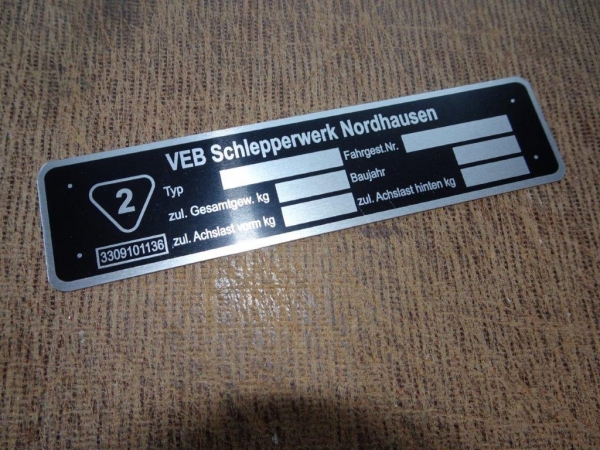 VEB Schlepperwerk Nordhausen
2
Typ
Fahrgest.Nr.
zul. Gesamtgew. kg
Baujahr
zul. Achslast vorn kg
zul. Achslast hinten kg
3309101136